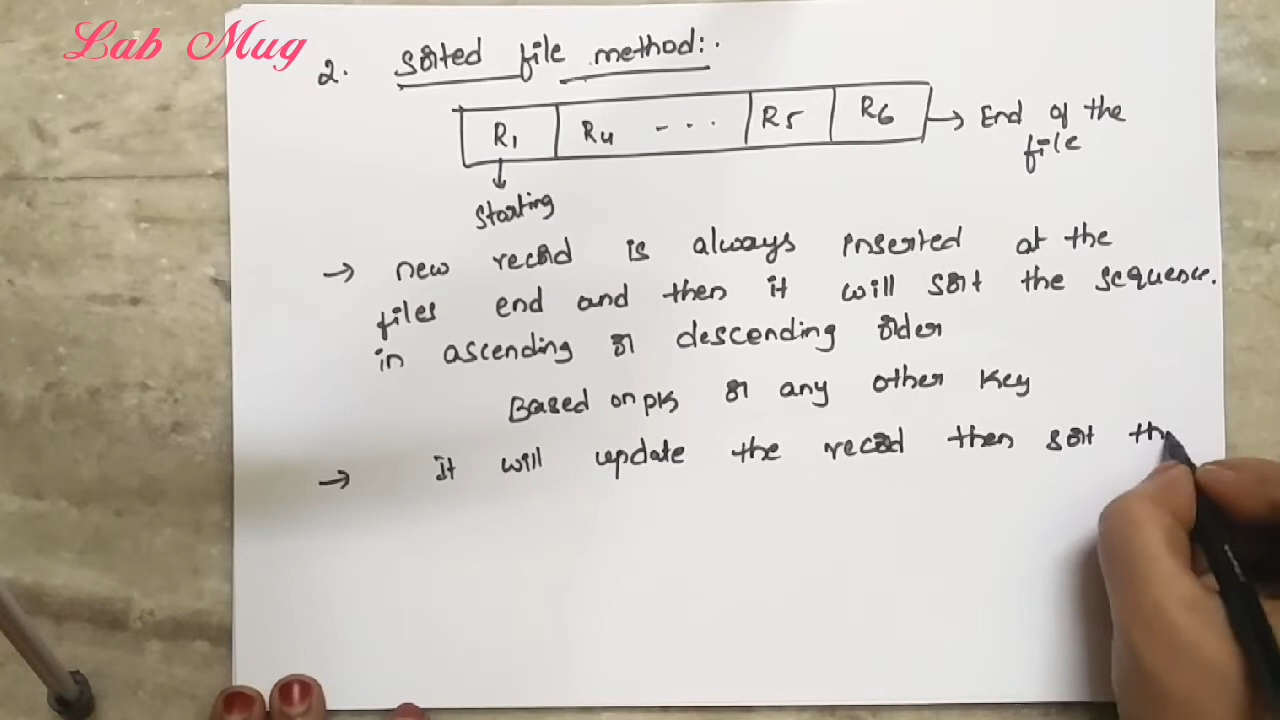 Lab Mug
2. sorted file method:.
R1 R4 - - - . R5 R6 → End of the
file
starting
→ new record is always inserted at the
files end and then it will sort the sequence.
in ascending or descending order
Based on pk or any other key
→ it will update the record then sort th